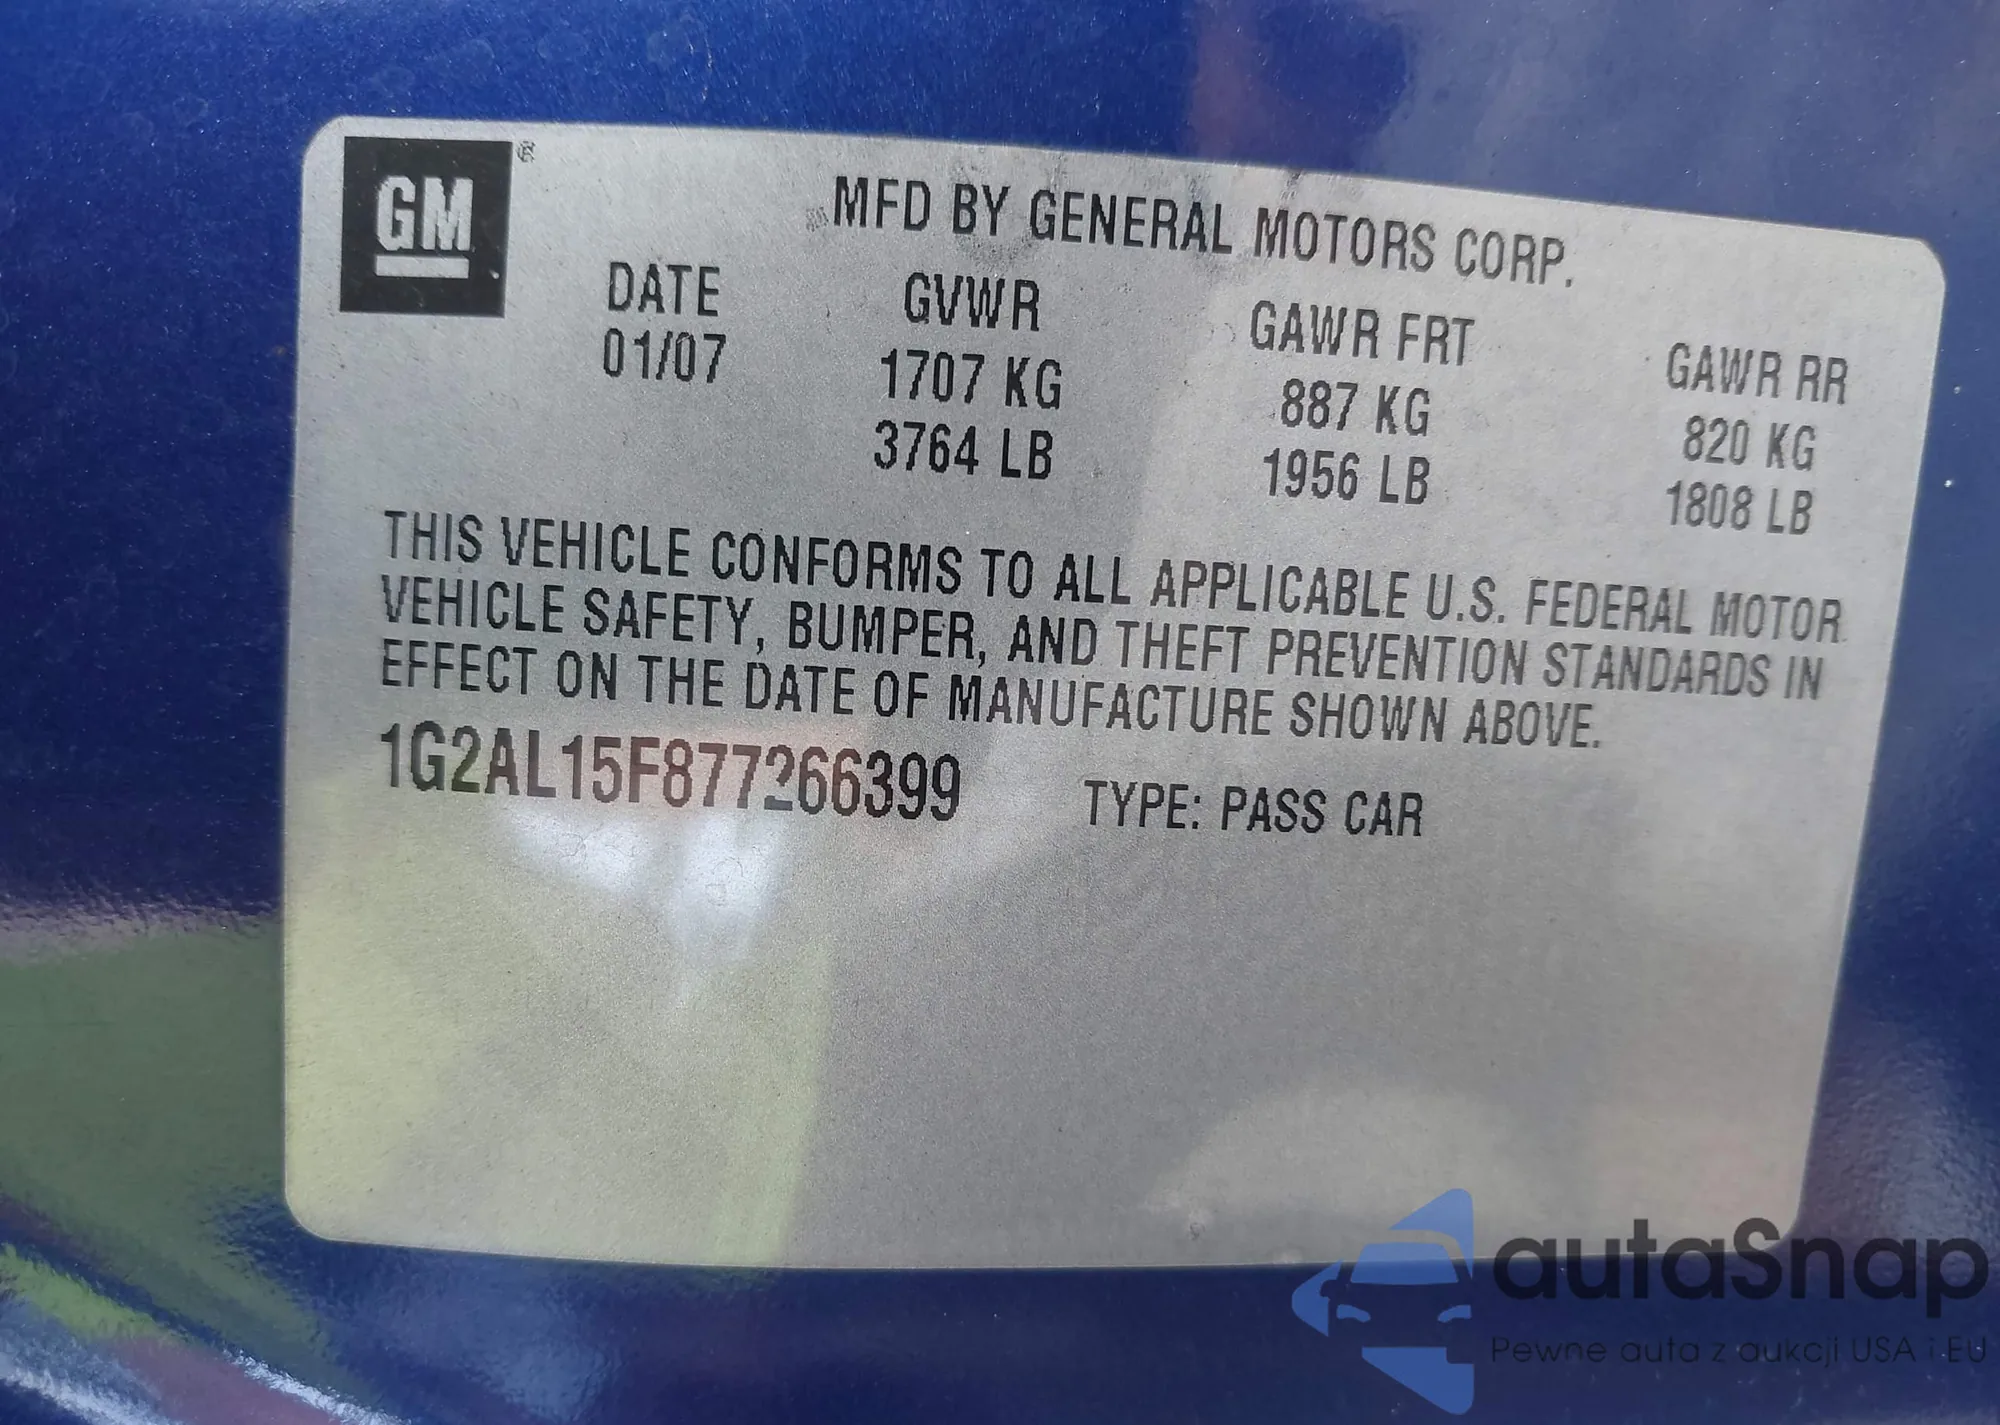 GM ®
MFD BY GENERAL MOTORS CORP.
DATE GVWR GAWR FRT GAWR RR
01/07 1707 KG 887 KG 820 KG
3764 LB 1956 LB 1808 LB
THIS VEHICLE CONFORMS TO ALL APPLICABLE U.S. FEDERAL MOTOR
VEHICLE SAFETY, BUMPER, AND THEFT PREVENTION STANDARDS IN
EFFECT ON THE DATE OF MANUFACTURE SHOWN ABOVE.
1G2AL15F877266399 TYPE: PASS CAR
autaSnap
Pewne auta z aukcji USA i EU